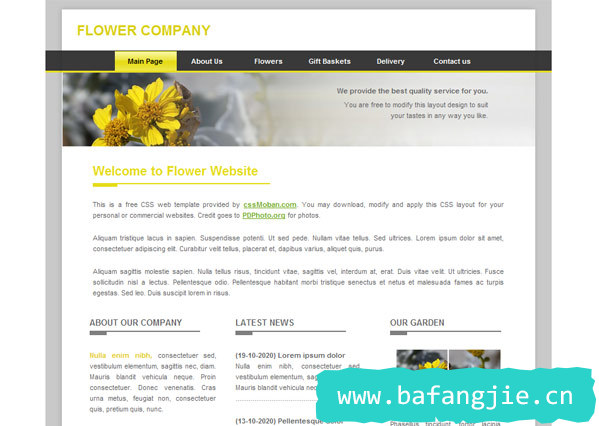 FLOWER COMPANY
Main Page About Us Flowers Gift Baskets Delivery Contact us
We provide the best quality service for you.
You are free to modify this layout design to suit
your tastes in any way you like.
Welcome to Flower Website
This is a free CSS web template provided by cssMoban.com. You may download, modify and apply this CSS layout for your
personal or commercial websites. Credit goes to PDPhoto.org for photos.
Aliquam tristique lacus in sapien. Suspendisse potenti. Ut sed pede. Nullam vitae tellus. Sed ultrices. Lorem ipsum dolor sit amet,
consectetuer adipiscing elit. Curabitur velit tellus, placerat et, dapibus varius, aliquet quis, purus.
Aliquam sagittis molestie sapien. Nulla tellus risus, tincidunt vitae, sagittis vel, interdum at, erat. Duis vitae velit. Ut ultricies. Fusce
sollicitudin nisl a lectus. Pellentesque odio. Pellentesque habitant morbi tristique senectus et netus et malesuada fames ac turpis
egestas. Sed leo. Duis suscipit lorem in risus.
ABOUT OUR COMPANY
Nulla enim nibh, consectetuer sed,
vestibulum elementum, sagittis nec, diam.
Mauris blandit vehicula neque. Proin
consectetuer. Donec venenatis. Cras
urna metus, feugiat non, consectetuer
quis, pretium quis, nunc.
LATEST NEWS
(19-10-2020) Lorem ipsum dolor
Nulla enim nibh, consectetuer sed,
vestibulum elementum, sagittis
Mauris blandit vehicula
(13-10-2020) Pellentesque
OUR GARDEN
Phasellus tincidunt tortor lacinia
www.bafangjie.cn